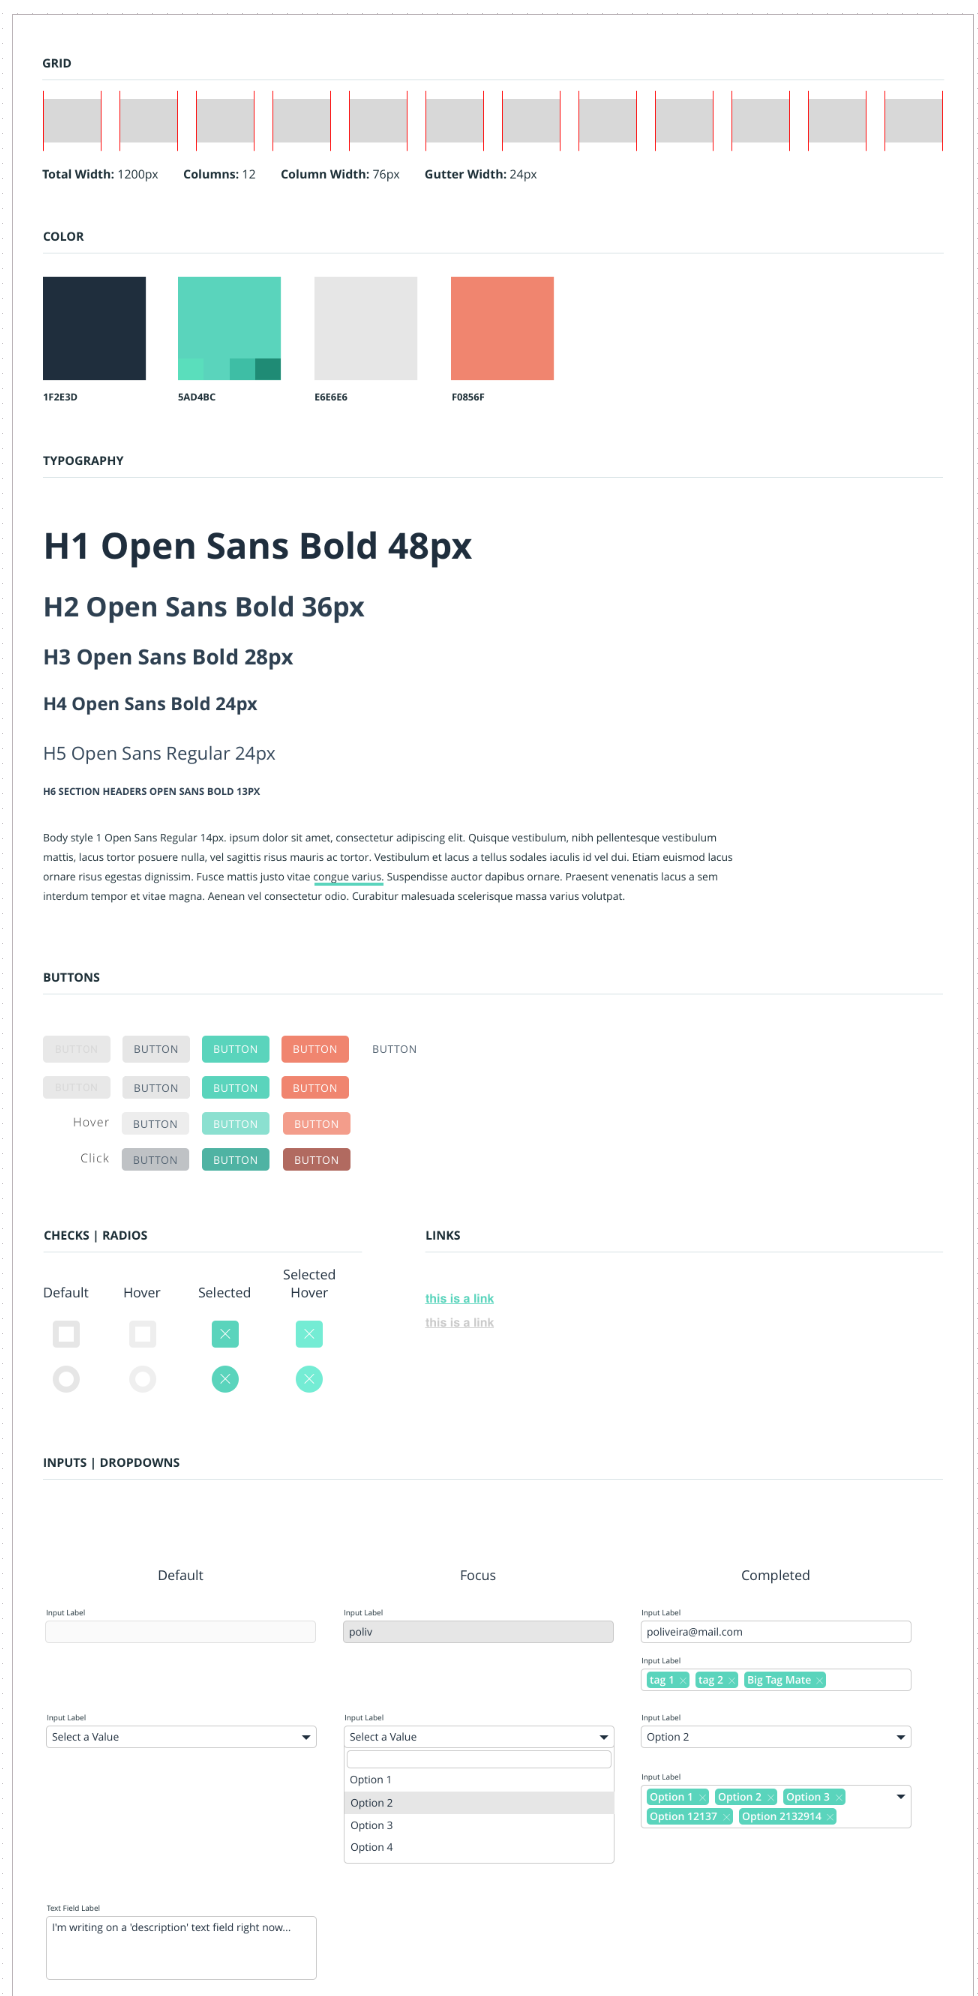 GRID
Total Width: 1200px Columns: 12 Column Width: 76px Gutter Width: 24px
COLOR
1F2E3D 5AD4BC E6E6E6 F0856F
TYPOGRAPHY
H1 Open Sans Bold 48px
H2 Open Sans Bold 36px
H3 Open Sans Bold 28px
H4 Open Sans Bold 24px
H5 Open Sans Regular 24px
H6 SECTION HEADERS OPEN SANS BOLD 13PX
Body style 1 Open Sans Regular 14px. ipsum dolor sit amet, consectetur adipiscing elit. Quisque vestibulum, nibh pellentesque vestibulum
mattis, lacus tortor posuere nulla, vel sagittis risus mauris ac tortor. Vestibulum et lacus a tellus sodales iaculis id vel dui. Etiam euismod lacus
ornare risus egestas dignissim. Fusce mattis justo vitae congue varius. Suspendisse auctor dapibus ornare. Praesent venenatis lacus a sem
interdum tempor et vitae magna. Aenean vel consectetur odio. Curabitur malesuada scelerisque massa varius volutpat.
BUTTONS
BUTTON BUTTON BUTTON BUTTON BUTTON
BUTTON BUTTON BUTTON BUTTON
Hover BUTTON BUTTON BUTTON
Click BUTTON BUTTON BUTTON
CHECKS | RADIOS
Default Hover Selected Selected Hover
LINKS
this is a link
this is a link
INPUTS | DROPDOWNS
Default Focus Completed
Input Label Input Label Input Label
poliv poliveira@mail.com
Input Label
tag 1 tag 2 Big Tag Mate
Input Label Input Label Input Label
Select a Value Select a Value Option 2
Option 1
Option 2
Option 3
Option 4
Input Label
Option 1 Option 2 Option 3
Option 12137 Option 2132914
Text Field Label
I'm writing on a 'description' text field right now...